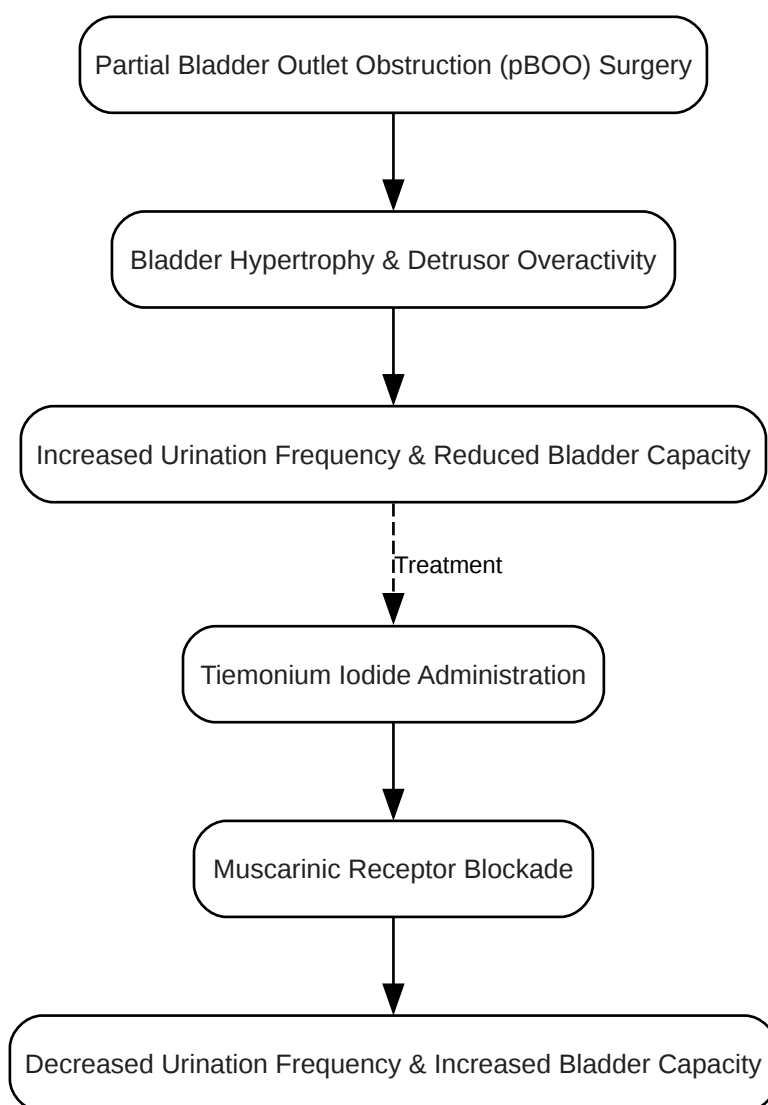 Partial Bladder Outlet Obstruction (pBOO) Surgery
Bladder Hypertrophy & Detrusor Overactivity
Increased Urination Frequency & Reduced Bladder Capacity
Treatment
Tiemonium Iodide Administration
Muscarinic Receptor Blockade
Decreased Urination Frequency & Increased Bladder Capacity